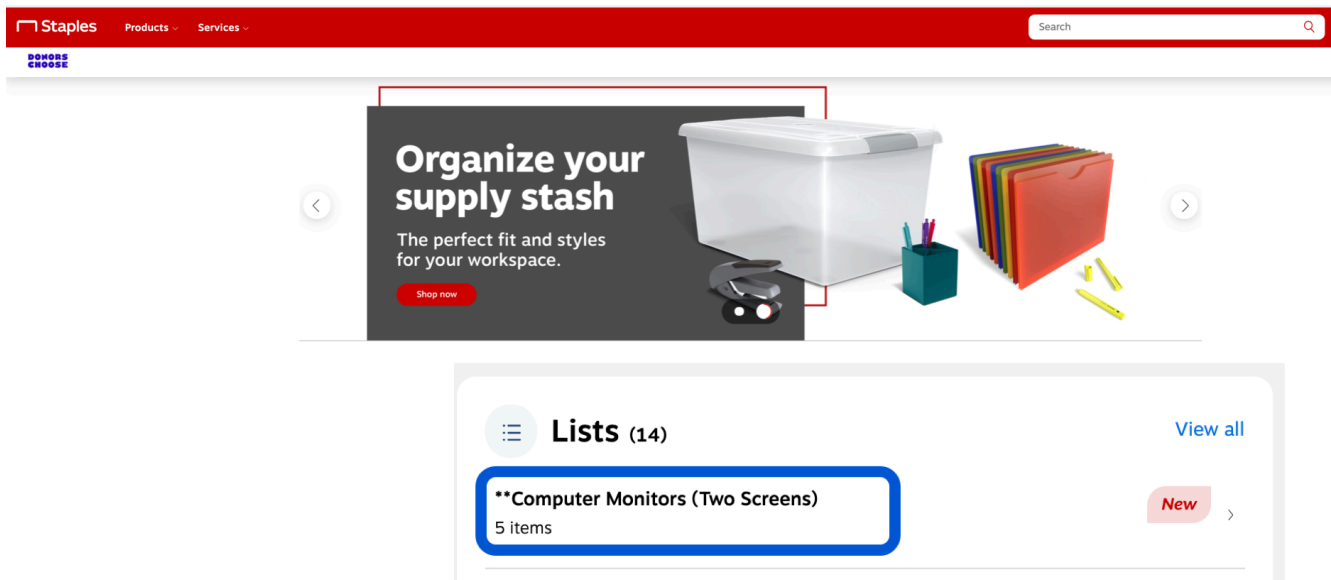 Staples Products Services Search
DONORS
CHOOSE
Organize your
supply stash
The perfect fit and styles
for your workspace.
Shop now
Lists (14) View all
**Computer Monitors (Two Screens) New
5 items